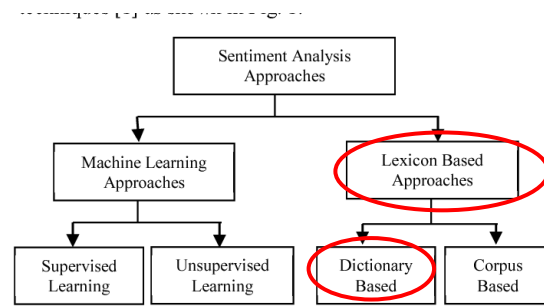 Sentiment Analysis
Approaches
Machine Learning
Approaches
Lexicon Based
Approaches
Supervised
Learning
Unsupervised
Learning
Dictionary
Based
Corpus
Based